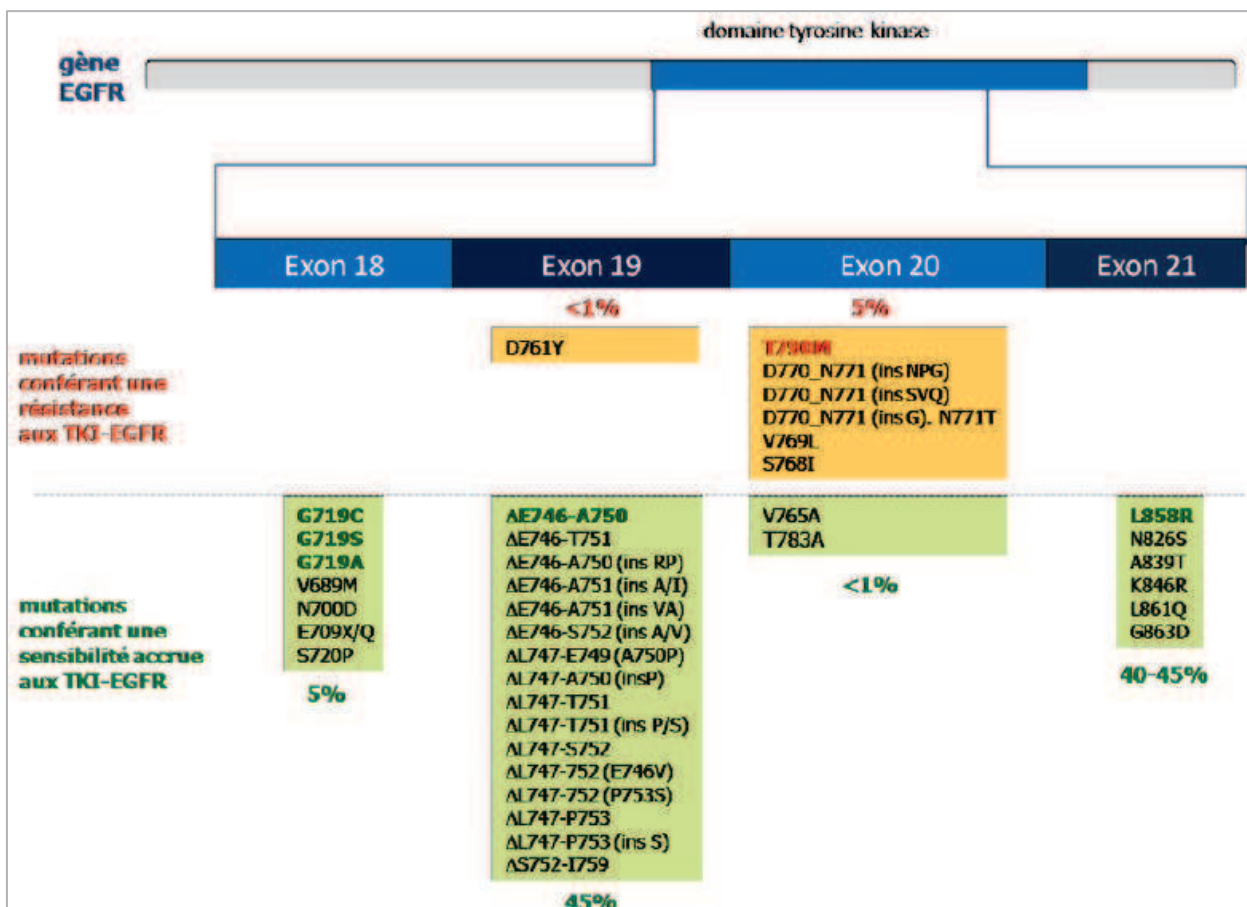 domaine tyrosine kinase
gène
EGFR
Exon 18
Exon 19
Exon 20
Exon 21
<1%
5%
mutations
conférant une
résistance
aux TKI-EGFR
D761Y
T790M
D770_N771 (ins NPG)
D770_N771 (ins SVQ)
D770_N771 (ins G). N771T
V769L
S768I
mutations
conférant une
sensibilité accrue
aux TKI-EGFR
G719C
G719S
G719A
V689M
N700D
E709X/Q
S720P
5%
ΔE746-A750
ΔE746-T751
ΔE746-A750 (ins RP)
ΔE746-A751 (ins A/I)
ΔE746-A751 (ins VA)
ΔE746-S752 (ins A/V)
ΔL747-E749 (A750P)
ΔL747-A750 (insP)
ΔL747-T751
ΔL747-T751 (ins P/S)
ΔL747-S752
ΔL747-752 (E746V)
ΔL747-752 (P753S)
ΔL747-P753
ΔL747-P753 (ins S)
ΔS752-I759
45%
V765A
T783A
<1%
L858R
N826S
A839T
K846R
L861Q
G863D
40-45%